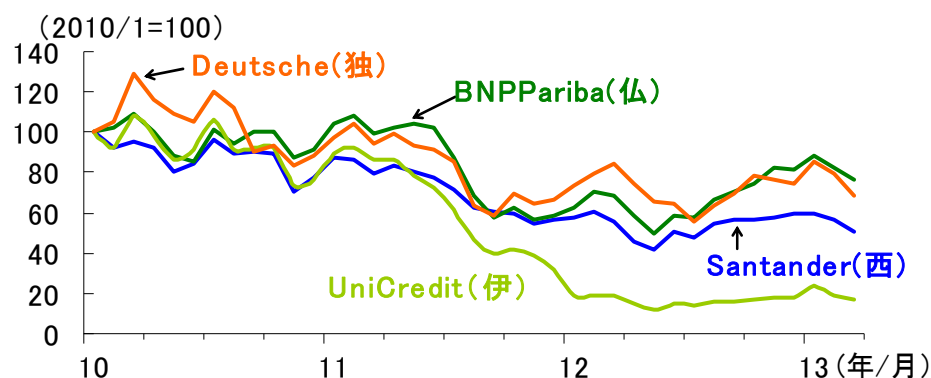 (2010/1=100)
140
120
100
80
60
40
20
0
Deutsche(独)
BNPPariba(仏)
UniCredit(伊)
Santander(西)
10 11 12 13 (年/月)